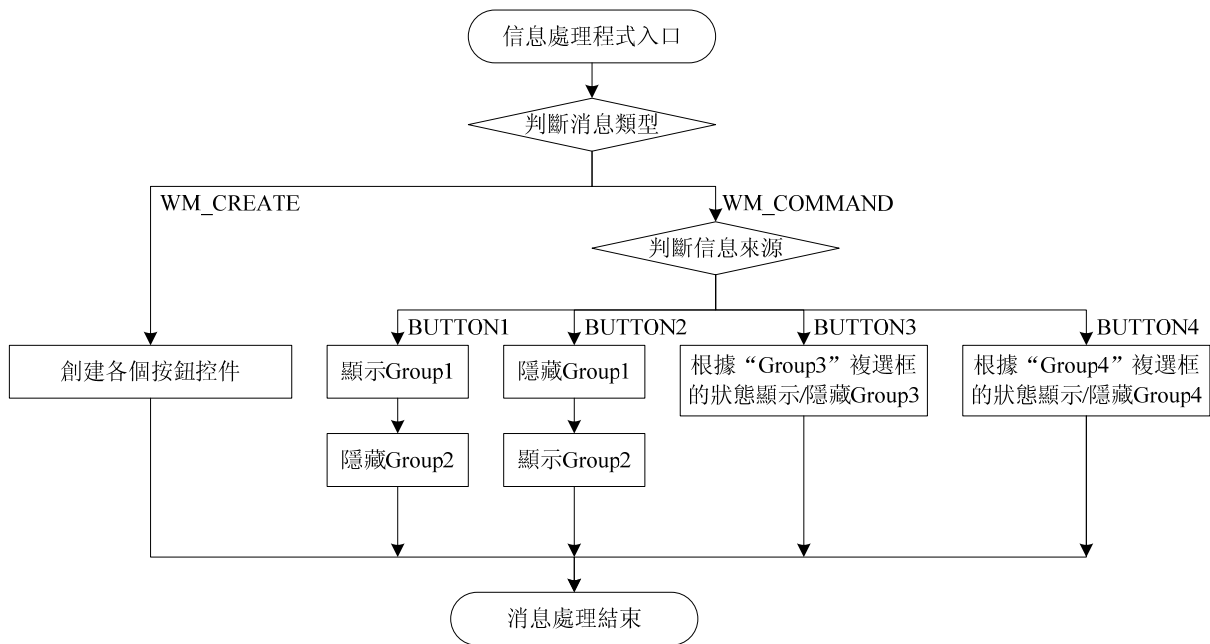 信息處理程式入口
判斷消息類型
WM_CREATE
WM_COMMAND
判斷信息來源
BUTTON1
BUTTON2
BUTTON3
BUTTON4
創建各個按鈕控件
顯示Group1
隱藏Group1
根據“Group3”複選框
的狀態顯示/隱藏Group3
根據“Group4”複選框
的狀態顯示/隱藏Group4
隱藏Group2
顯示Group2
消息處理結束